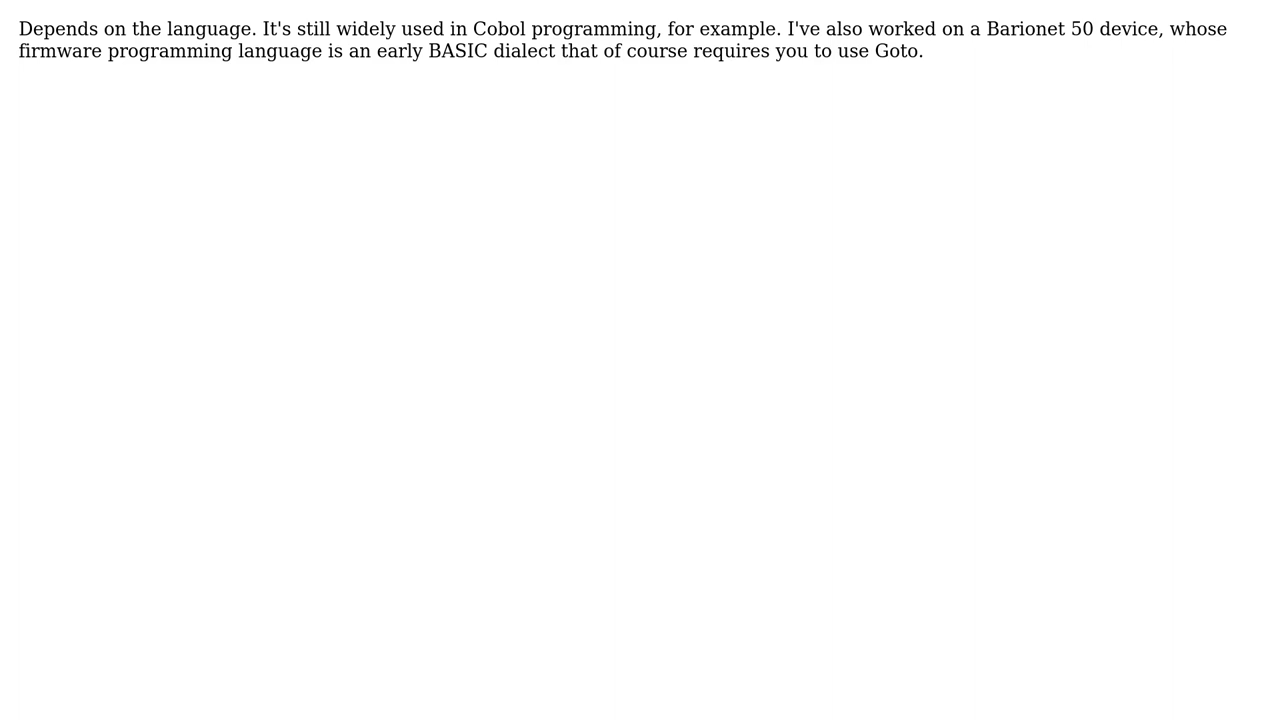 Depends on the language. It's still widely used in Cobol programming, for example. I've also worked on a Barionet 50 device, whose
firmware programming language is an early BASIC dialect that of course requires you to use Goto.